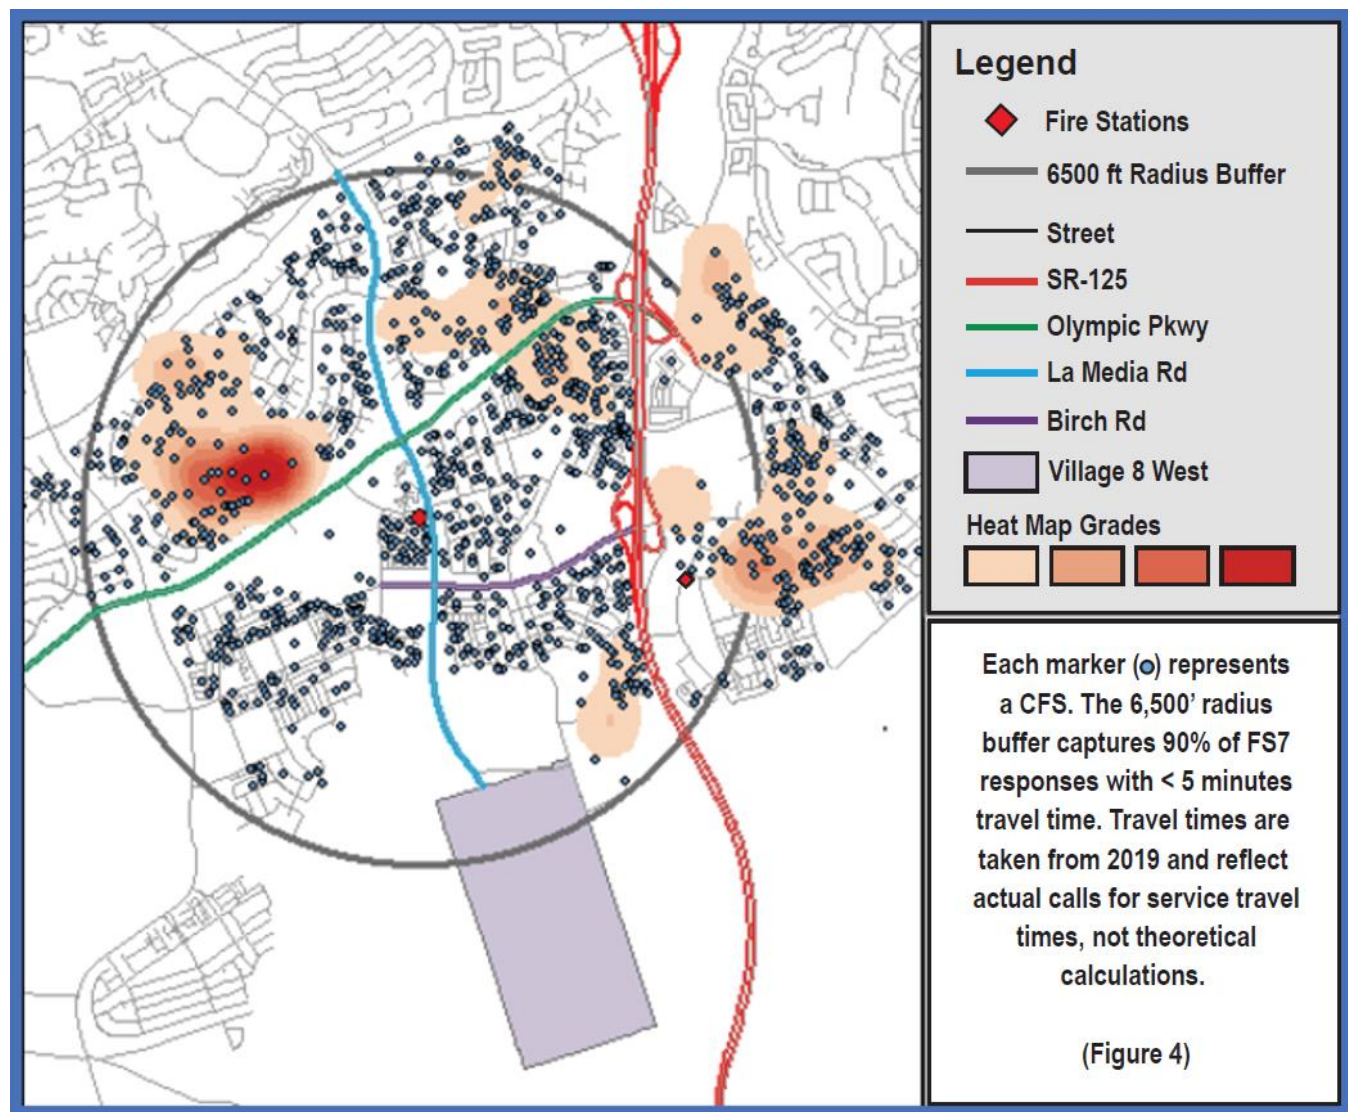 Legend
Fire Stations
6500 ft Radius Buffer
Street
SR-125
Olympic Pkwy
La Media Rd
Birch Rd
Village 8 West
Heat Map Grades
Each marker ( ) represents
a CFS. The 6,500’ radius
buffer captures 90% of FS7
responses with < 5 minutes
travel time. Travel times are
taken from 2019 and reflect
actual calls for service travel
times, not theoretical
calculations.
(Figure 4)